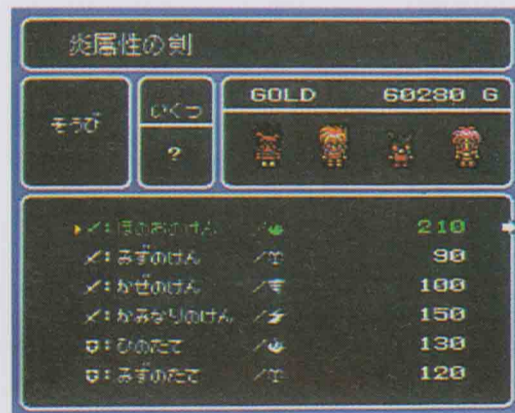 炎属性の剣
そうび
いくつ
?
GOLD 60280 G
ほのおのけん 210
みずのけん 90
かぜのけん 100
かみなりのけん 150
ひのたて 130
みずのたて 120